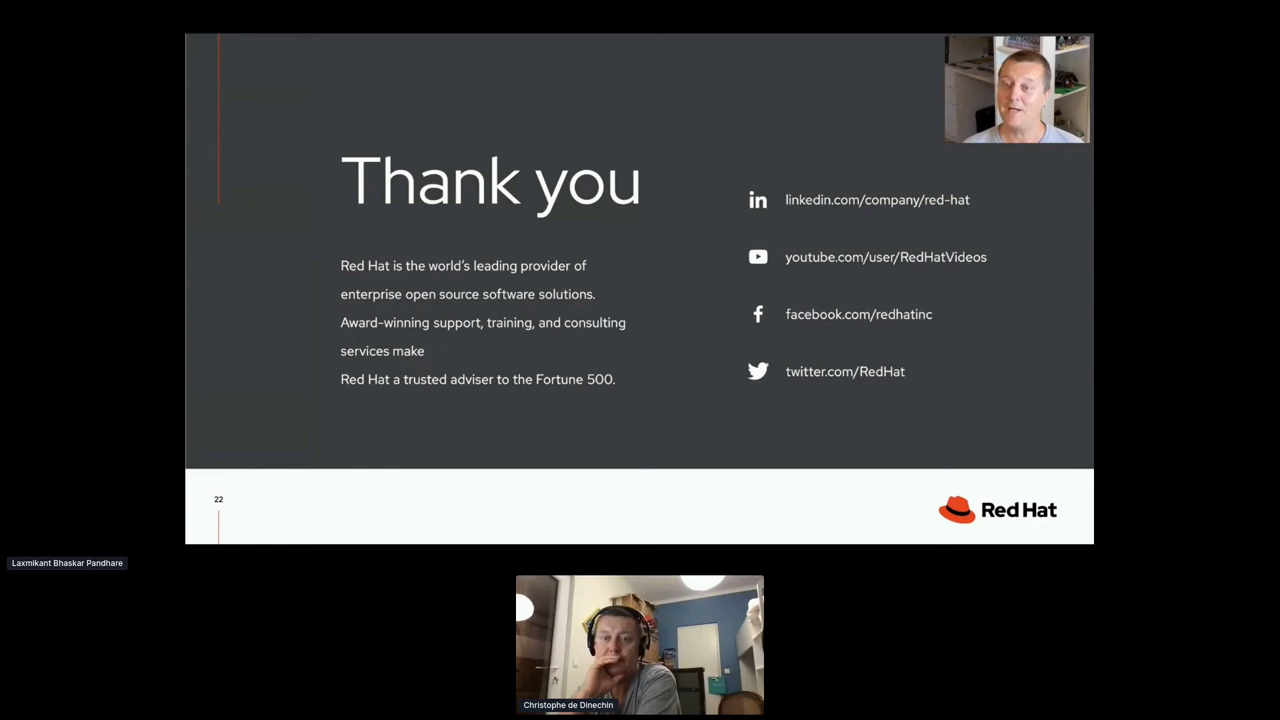 Thank you
Red Hat is the world's leading provider of
enterprise open source software solutions.
Award-winning support, training, and consulting
services make
Red Hat a trusted adviser to the Fortune 500.
linkedin.com/company/red-hat
youtube.com/user/RedHatVideos
facebook.com/redhatinc
twitter.com/RedHat
22
Red Hat
Laxmikant Bhaskar Pandhare
Christophe de Dinechin